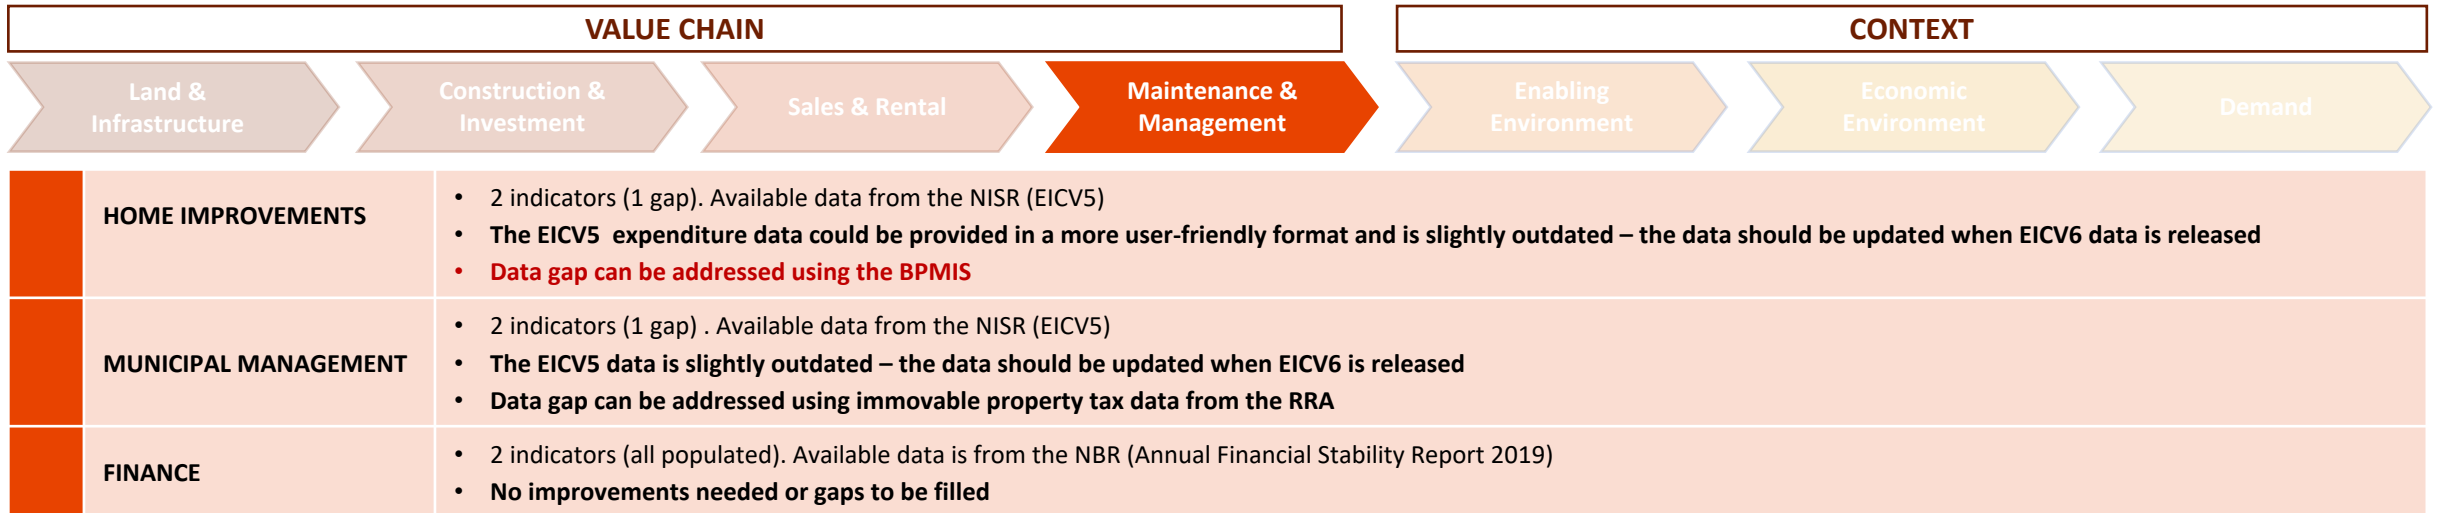 VALUE CHAIN
CONTEXT
Land &
Infrastructure
Construction &
Investment
Sales & Rental
Maintenance &
Management
Enabling
Environment
Economic
Environment
Demand
HOME IMPROVEMENTS
• 2 indicators (1 gap). Available data from the NISR (EICV5)
• The EICV5 expenditure data could be provided in a more user-friendly format and is slightly outdated – the data should be updated when EICV6 data is released
• Data gap can be addressed using the BPMIS
MUNICIPAL MANAGEMENT
• 2 indicators (1 gap) . Available data from the NISR (EICV5)
• The EICV5 data is slightly outdated – the data should be updated when EICV6 is released
• Data gap can be addressed using immovable property tax data from the RRA
FINANCE
• 2 indicators (all populated). Available data is from the NBR (Annual Financial Stability Report 2019)
• No improvements needed or gaps to be filled